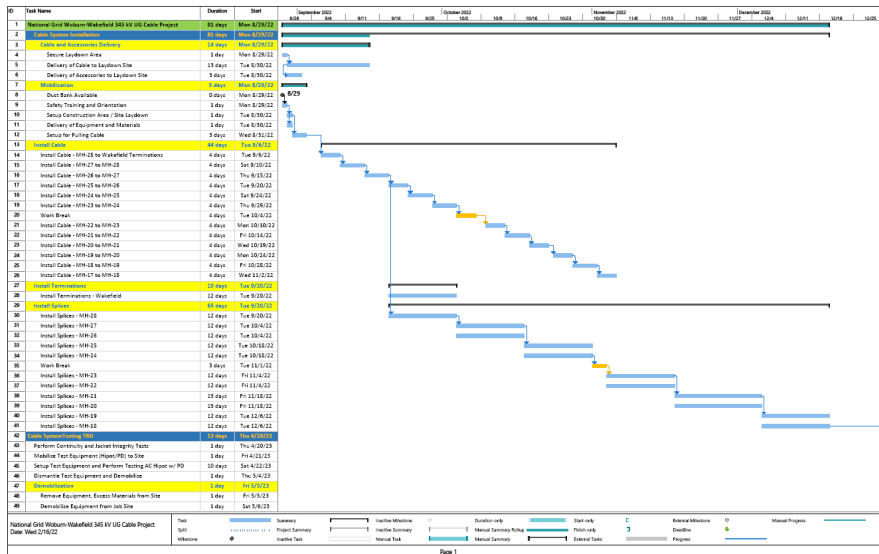 ID Task Name Duration Start September 2022 October 2022 November 2022 December 2022
8/28 9/4 9/11 9/18 9/25 10/2 10/9 10/16 10/23 10/30 11/6 11/13 11/20 11/27 12/4 12/11 12/18 12/25
1 National Grid Woburn-Wakefield 345 kV UG Cable Project 81 days Mon 8/29/22
2 Cable System Installation 81 days Mon 8/29/22
3 Cable and Accessories Delivery 14 days Mon 8/29/22
4 Secure Laydown Area 1 day Mon 8/29/22
5 Delivery of Cable to Laydown Site 13 days Tue 8/30/22
6 Delivery of Accessories to Laydown Site 3 days Tue 8/30/22
7 Mobilization 5 days Mon 8/29/22
8 Duct Bank Available 0 days Mon 8/29/22 8/29
9 Safety Training and Orientation 1 day Mon 8/29/22
10 Setup Construction Area / Site Laydown 1 day Tue 8/30/22
11 Delivery of Equipment and Materials 1 day Tue 8/30/22
12 Setup for Pulling Cable 3 days Wed 8/31/22
13 Install Cable 44 days Tue 9/6/22
14 Install Cable - MH-28 to Wakefield Terminations 4 days Tue 9/6/22
15 Install Cable - MH-27 to MH-28 4 days Sat 9/10/22
16 Install Cable - MH-26 to MH-27 4 days Thu 9/15/22
17 Install Cable - MH-25 to MH-26 4 days Tue 9/20/22
18 Install Cable - MH-24 to MH-25 4 days Sat 9/24/22
19 Install Cable - MH-23 to MH-24 4 days Thu 9/29/22
20 Work Break 4 days Tue 10/4/22
21 Install Cable - MH-22 to MH-23 4 days Mon 10/10/22
22 Install Cable - MH-21 to MH-22 4 days Fri 10/14/22
23 Install Cable - MH-20 to MH-21 4 days Wed 10/19/22
24 Install Cable - MH-19 to MH-20 4 days Mon 10/24/22
25 Install Cable - MH-18 to MH-19 4 days Fri 10/28/22
26 Install Cable - MH-17 to MH-18 4 days Wed 11/2/22
27 Install Terminations 10 days Tue 9/20/22
28 Install Terminations - Wakefield 12 days Tue 9/20/22
29 Install Splices 65 days Tue 9/20/22
30 Install Splices - MH-28 12 days Tue 9/20/22
31 Install Splices - MH-27 12 days Tue 10/4/22
32 Install Splices - MH-26 12 days Tue 10/4/22
33 Install Splices - MH-25 12 days Tue 10/18/22
34 Install Splices - MH-24 12 days Tue 10/18/22
35 Work Break 3 days Tue 11/1/22
36 Install Splices - MH-23 12 days Fri 11/4/22
37 Install Splices - MH-22 12 days Fri 11/4/22
38 Install Splices - MH-21 15 days Fri 11/18/22
39 Install Splices - MH-20 15 days Fri 11/18/22
40 Install Splices - MH-19 12 days Tue 12/6/22
41 Install Splices - MH-18 12 days Tue 12/6/22
42 Cable SystemTesting TBD 13 days Thu 4/20/23
43 Perform Continuity and Jacket Integrity Tests 1 day Thu 4/20/23
44 Mobilize Test Equipment (Hipot/PD) to Site 1 day Fri 4/21/23
45 Setup Test Equipment and Perform Testing AC Hipot w/ PD 10 days Sat 4/22/23
46 Dismantle Test Equipment and Demobilize 1 day Thu 5/4/23
47 Demobilization 1 day Fri 5/5/23
48 Remove Equipment, Excess Materials from Site 1 day Fri 5/5/23
49 Demobilize Equipment from Job Site 1 day Sat 5/6/23
National Grid Woburn-Wakefield 345 kV UG Cable Project
Date: Wed 2/16/22
Task Summary Inactive Milestone Duration-only Start-only External Milestone Manual Progress
Split Project Summary Inactive Summary Manual Summary Rollup Finish-only Deadline
Milestone Inactive Task Manual Task Manual Summary External Tasks Progress
Page 1